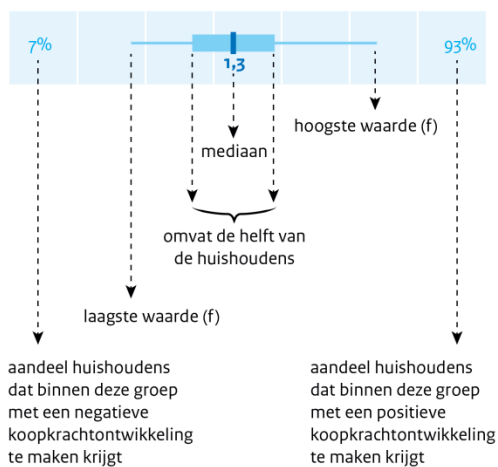 7%
93%
1,3
hoogste waarde (f)
mediaan
omvat de helft van
de huishoudens
laagste waarde (f)
aandeel huishoudens
dat binnen deze groep
met een negatieve
koopkrachtontwikkeling
te maken krijgt
aandeel huishoudens
dat binnen deze groep
met een positieve
koopkrachtontwikkeling
te maken krijgt